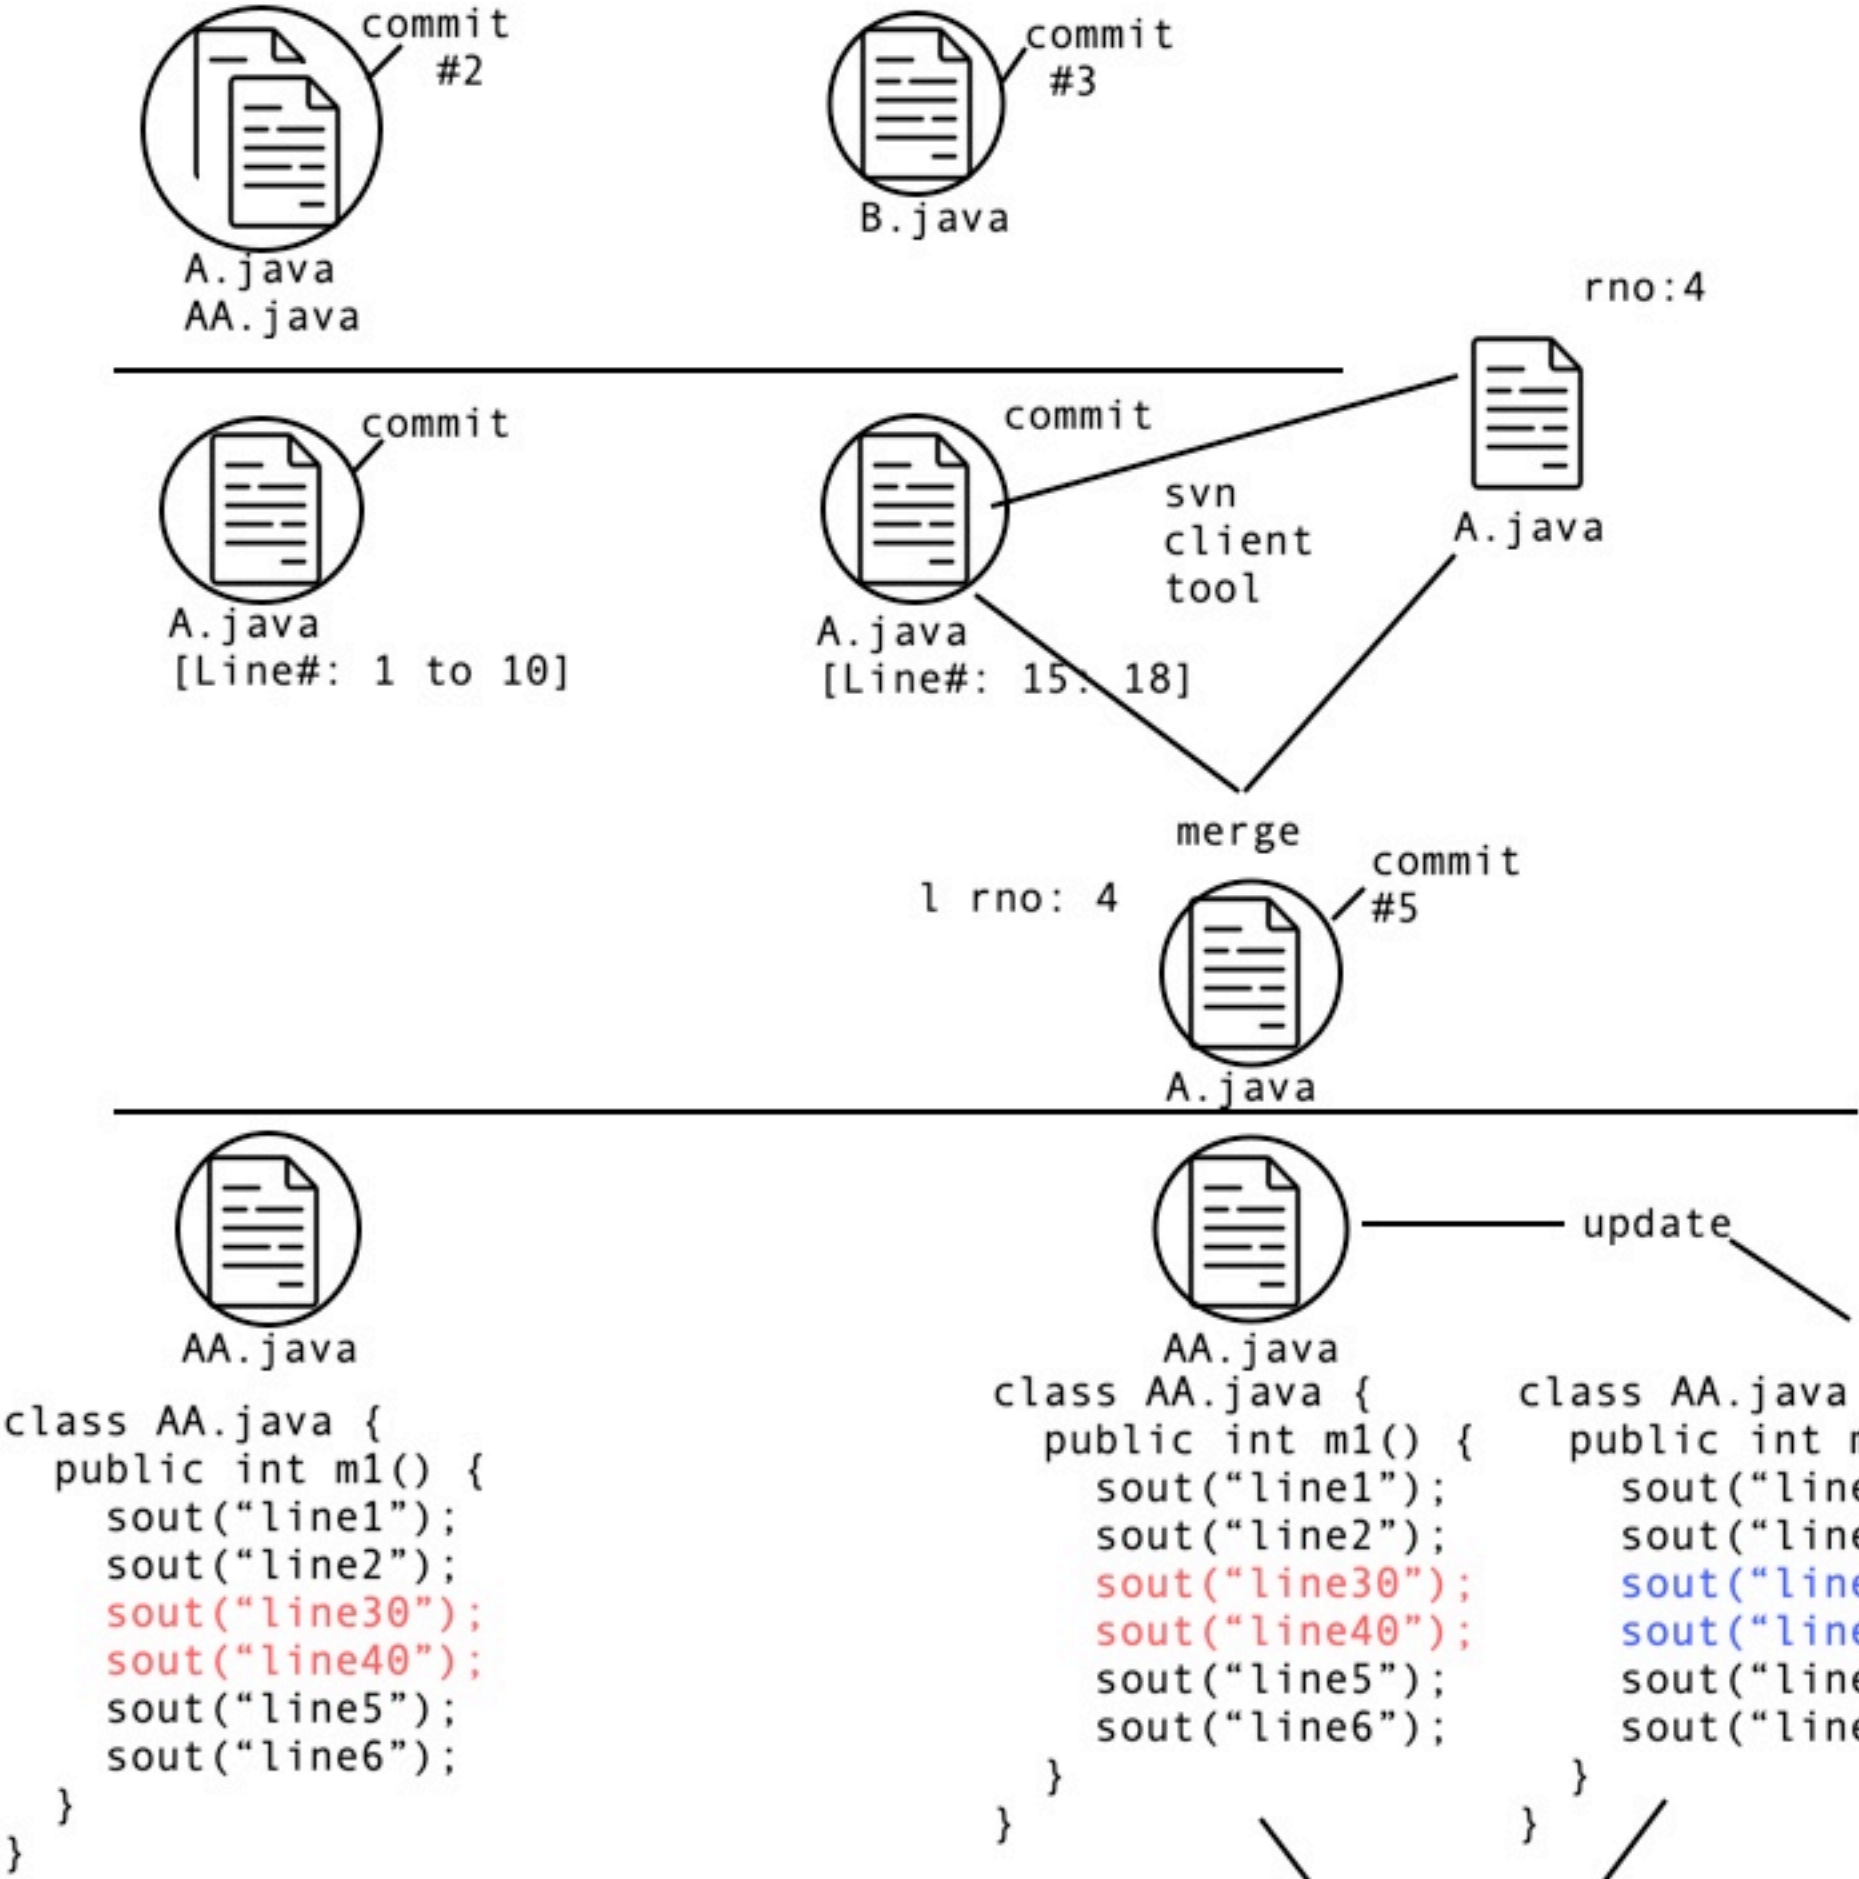 commit
#2
A.java
AA.java
commit
#3
B.java
rno:4
A.java
commit
A.java
[Line#: 1 to 10]
commit
svn
client
tool
A.java
[Line#: 15: 18]
merge
l rno: 4
commit
#5
A.java
AA.java
class AA.java {
public int m1() {
sout(“line1”);
sout(“line2”);
sout(“line30”);
sout(“line40”);
sout(“line5”);
sout(“line6”);
}
}
AA.java
update
class AA.java {
public int m1() {
sout(“line1”);
sout(“line2”);
sout(“line30”);
sout(“line40”);
sout(“line5”);
sout(“line6”);
}
}
class AA.java
public int
sout(“line
sout(“line
sout(“line
sout(“line
sout(“line
sout(“line
}
}